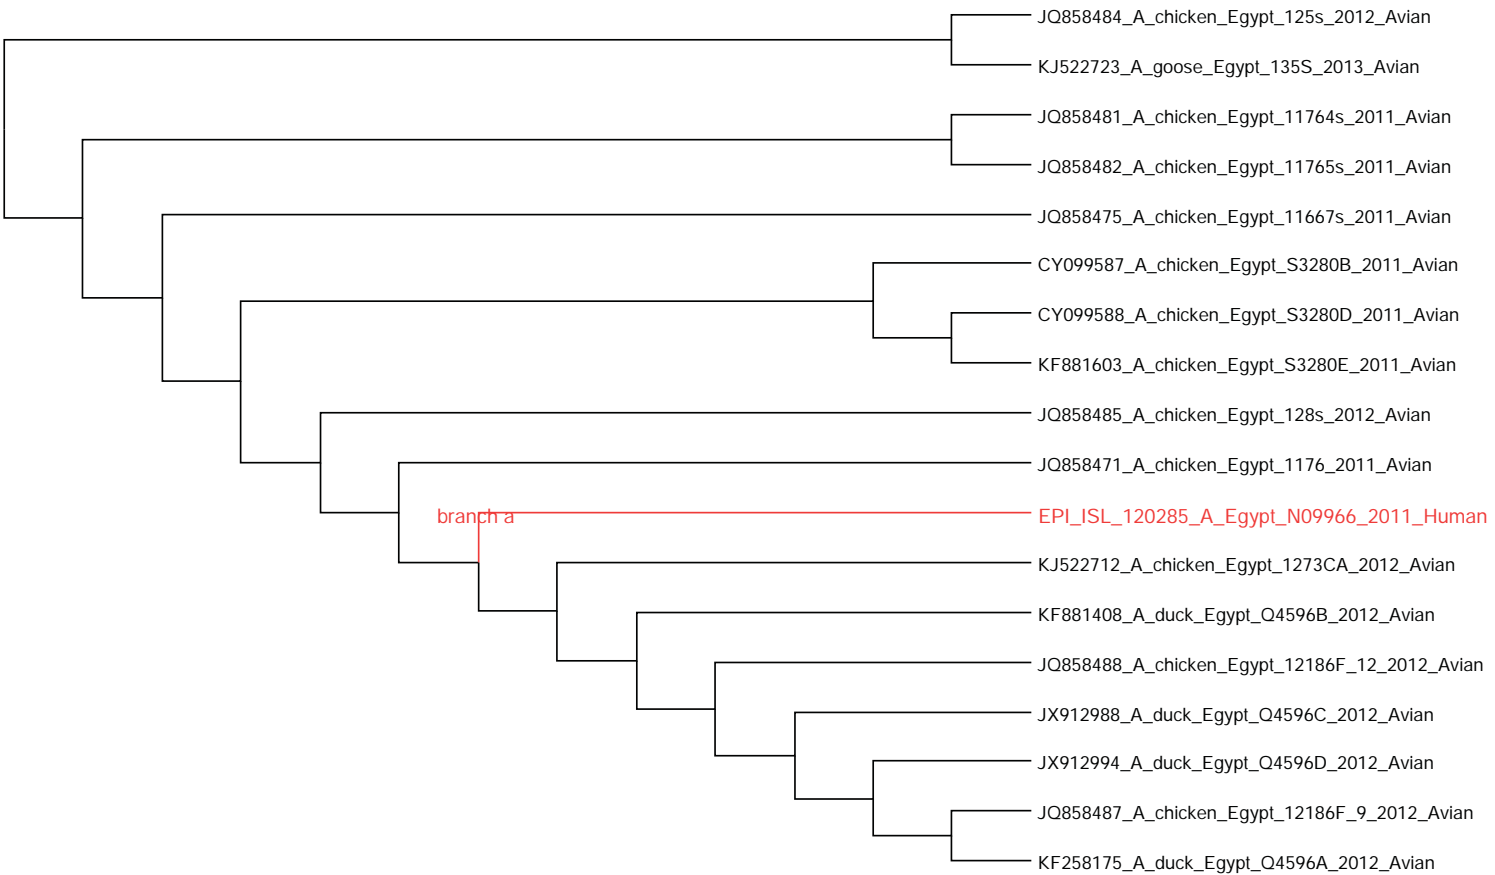 JQ858484_A_chicken_Egypt_125s_2012_Avian
KJ522723_A_goose_Egypt_135S_2013_Avian
JQ858481_A_chicken_Egypt_11764s_2011_Avian
JQ858482_A_chicken_Egypt_11765s_2011_Avian
JQ858475_A_chicken_Egypt_11667s_2011_Avian
CY099587_A_chicken_Egypt_S3280B_2011_Avian
CY099588_A_chicken_Egypt_S3280D_2011_Avian
KF881603_A_chicken_Egypt_S3280E_2011_Avian
JQ858485_A_chicken_Egypt_128s_2012_Avian
JQ858471_A_chicken_Egypt_1176_2011_Avian
branch a
EPI_ISL_120285_A_Egypt_N09966_2011_Human
KJ522712_A_chicken_Egypt_1273CA_2012_Avian
KF881408_A_duck_Egypt_Q4596B_2012_Avian
JQ858488_A_chicken_Egypt_12186F_12_2012_Avian
JX912988_A_duck_Egypt_Q4596C_2012_Avian
JX912994_A_duck_Egypt_Q4596D_2012_Avian
JQ858487_A_chicken_Egypt_12186F_9_2012_Avian
KF258175_A_duck_Egypt_Q4596A_2012_Avian